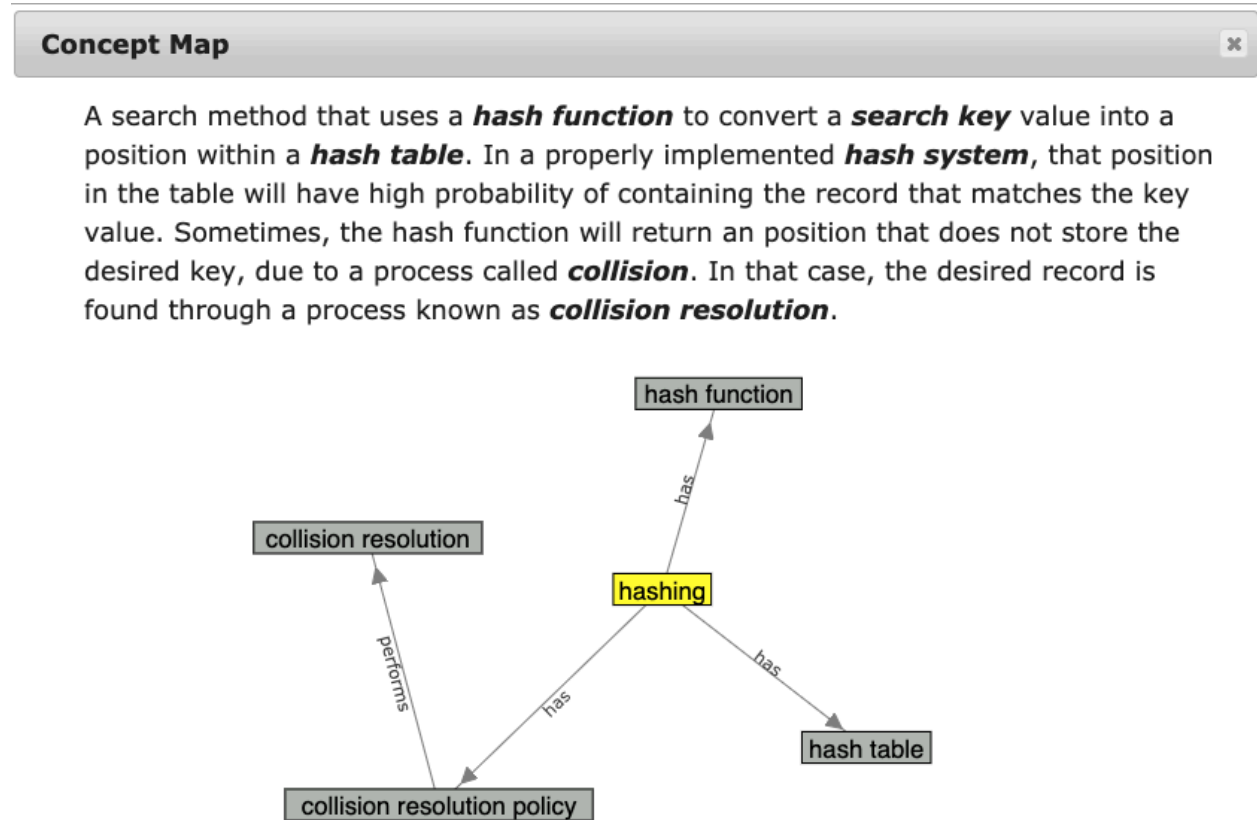 Concept Map
A search method that uses a hash function to convert a search key value into a
position within a hash table. In a properly implemented hash system, that position
in the table will have high probability of containing the record that matches the key
value. Sometimes, the hash function will return an position that does not store the
desired key, due to a process called collision. In that case, the desired record is
found through a process known as collision resolution.
hash function
has
collision resolution
hashing
performs
has
has
hash table
collision resolution policy